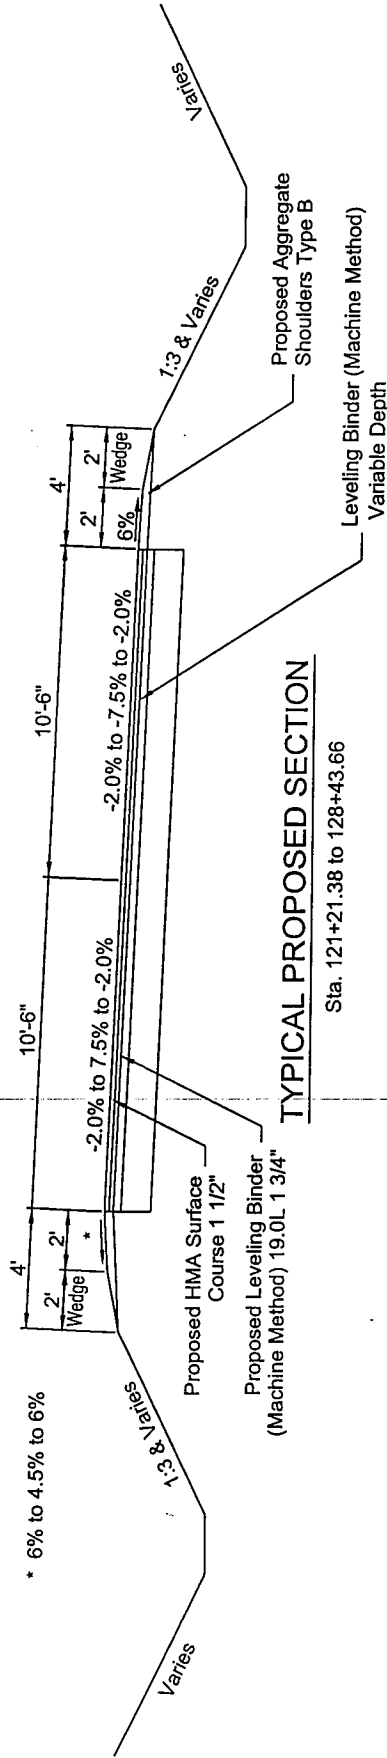 * 6% to 4.5% to 6%
4'
2'
2'
Wedge
*
10'-6"
10'-6"
4'
2'
2'
Wedge
6%
-2.0% to 7.5% to -2.0%
-2.0% to -7.5% to -2.0%
Varies
1:3 & Varies
1:3 & Varies
Varies
Proposed HMA Surface
Course 1 1/2"
Proposed Leveling Binder
(Machine Method) 19.0L 1 3/4"
Proposed Aggregate
Shoulders Type B
Leveling Binder (Machine Method)
Variable Depth
TYPICAL PROPOSED SECTION
Sta. 121+21.38 to 128+43.66